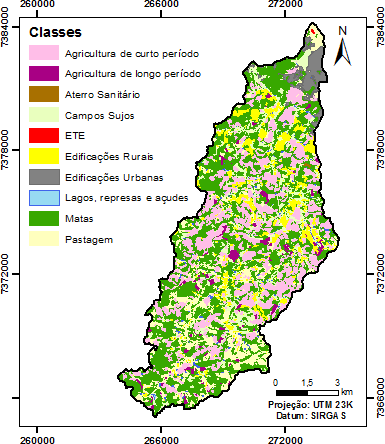 260000 266000 272000
7384000
7384000
N
Classes
Agricultura de curto período
Agricultura de longo período
Aterro Sanitário
Campos Sujos
ETE
Edificações Rurais
Edificações Urbanas
Lagos, represas e açudes
Matas
Pastagem
7378000
7378000
7372000
7372000
7366000
7366000
0 1,5 3
km
Projeção: UTM 23K
Datum: SIRGAS
260000 266000 272000